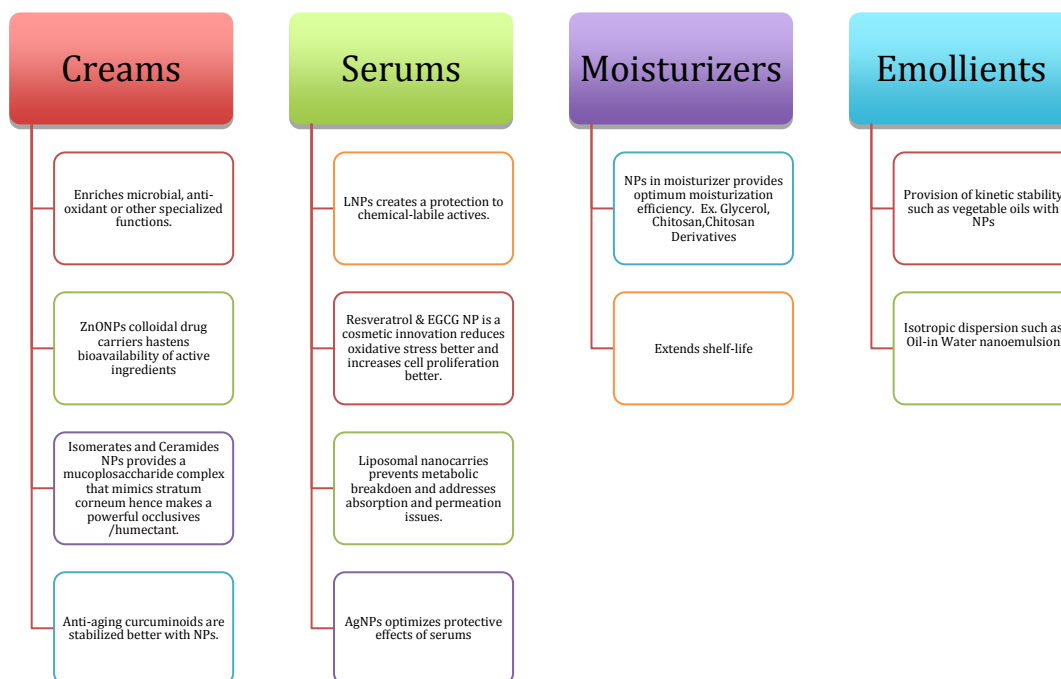 Creams
Enriches microbial, anti-
oxidant or other specialized
functions.
ZnONPs colloidal drug
carriers hastens
bioavailability of active
ingredients
Isomerates and Ceramides
NPs provides a
mucoplosaccharide complex
that mimics stratum
corneum hence makes a
powerful occlusives
/humectant.
Anti-aging curcuminoids are
stabilized better with NPs.
Serums
LNPs creates a protection to
chemical-labile actives.
Resveratrol & EGCG NP is a
cosmetic innovation reduces
oxidative stress better and
increases cell proliferation
better.
Liposomal nanocarries
prevents metabolic
breakdoen and addresses
absorption and permeation
issues.
AgNPs optimizes protective
effects of serums
Moisturizers
NPs in moisturizer provides
optimum moisturization
efficiency. Ex. Glycerol,
Chitosan,Chitosan
Derivatives
Extends shelf-life
Emollients
Provision of kinetic stability
such as vegetable oils with
NPs
Isotropic dispersion such as
Oil-in Water nanoemulsion